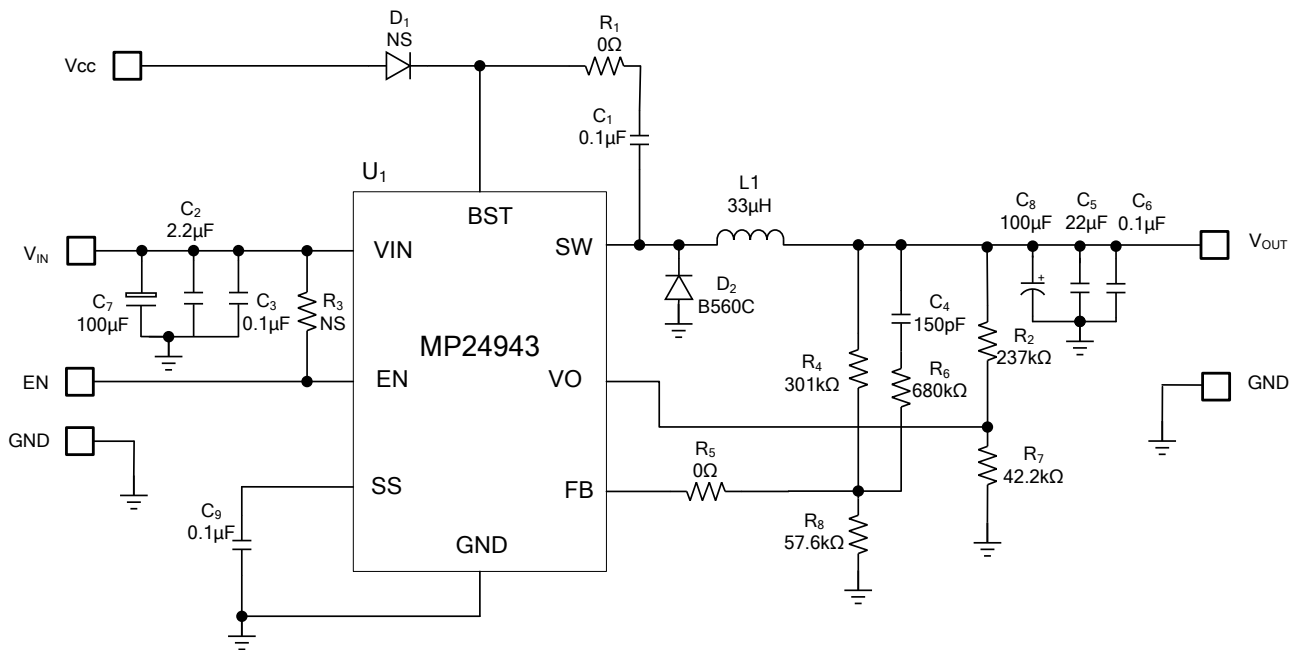 D1
NS
R1
0Ω
Vcc
C1
0.1µF
U1
L1
33µH
C2
2.2µF
BST
C8
100µF
C5
22µF
C6
0.1µF
VIN
VIN
SW
VOUT
D2
B560C
C7
100µF
C3
0.1µF
R3
NS
C4
150pF
MP24943
R2
237kΩ
R4
301kΩ
R6
680kΩ
EN
EN
VO
GND
GND
R5
0Ω
R7
42.2kΩ
SS
FB
C9
0.1µF
R8
57.6kΩ
GND